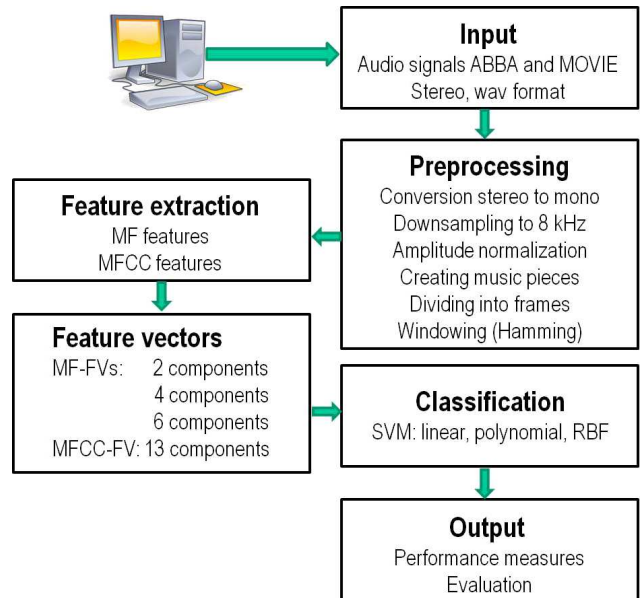 Input
Audio signals ABBA and MOVIE
Stereo, wav format
Preprocessing
Conversion stereo to mono
Downsampling to 8 kHz
Amplitude normalization
Creating music pieces
Dividing into frames
Windowing (Hamming)
Feature extraction
MF features
MFCC features
Feature vectors
MF-FVs: 2 components
4 components
6 components
MFCC-FV: 13 components
Classification
SVM: linear, polynomial, RBF
Output
Performance measures
Evaluation